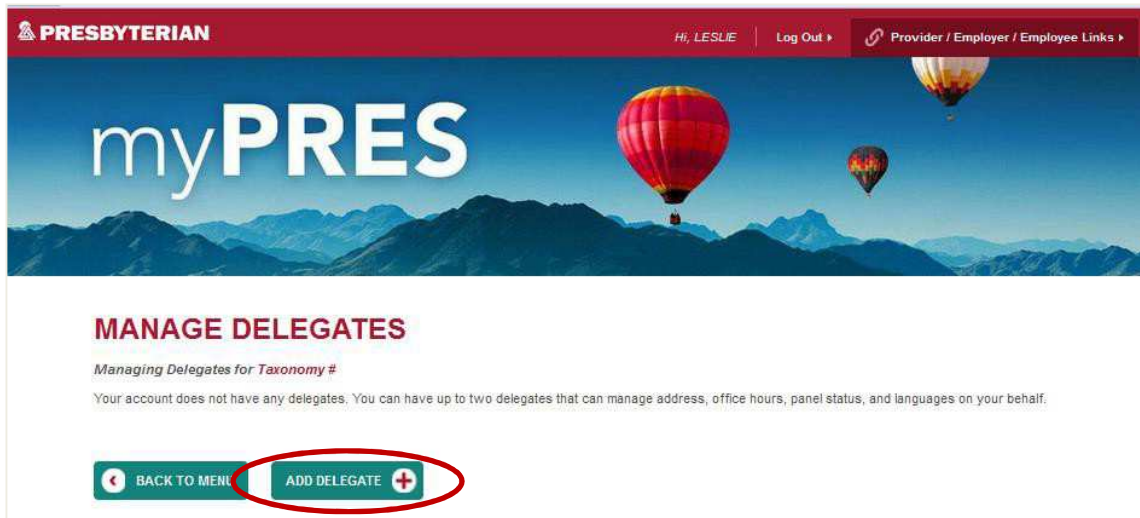 PRESBYTERIAN
Hi, LESLIE
Log Out
Provider / Employer / Employee Links
myPRES
MANAGE DELEGATES
Managing Delegates for Taxonomy #
Your account does not have any delegates. You can have up to two delegates that can manage address, office hours, panel status, and languages on your behalf.
BACK TO MENU
ADD DELEGATE